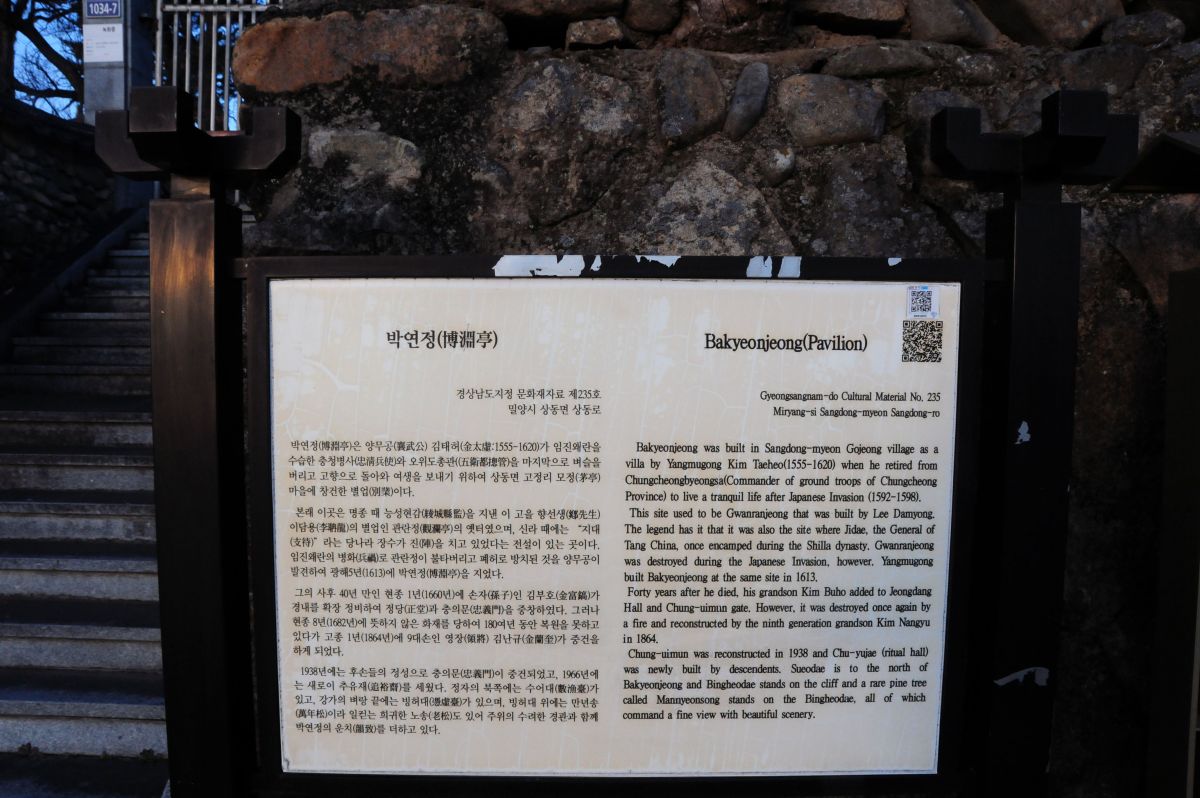 1034-7
박연정(博淵亭)
경상남도지정 문화재자료 제235호
밀양시 상동면 상동로
박연정(博淵亭)은 양무공(襄武公) 김태허(金太虛:1555-1620)가 임진왜란을
수습한 충청병사(忠淸兵使)와 오위도총관((五衛都摠管)을 마지막으로 벼슬을
버리고 고향으로 돌아와 여생을 보내기 위하여 상동면 고정리 모정(茅亭)
마을에 창건한 별업(別業)이다.
본래 이곳은 명종 때 능성현감(綾城縣監)을 지낸 이 고을 향선생(鄕先生)
이담용(李聃龍)의 별업인 관란정(觀瀾亭)의 옛터였으며, 신라 때에는 “지대
(支待)” 라는 당나라 장수가 진(陣)을 치고 있었다는 전설이 있는 곳이다.
임진왜란의 병화(兵禍)로 관란정이 불타버리고 폐허로 방치된 것을 양무공이
발견하여 광해5년(1613)에 박연정(博淵亭)을 지었다.
그의 사후 40년 만인 현종 1년(1660년)에 손자(孫子)인 김부호(金富鎬)가
경내를 확장 정비하여 정당(正堂)과 충의문(忠義門)을 중창하였다. 그러나
현종 8년(1682년)에 뜻하지 않은 화재를 당하여 180여년 동안 복원을 못하고
있다가 고종 1년(1864년)에 9대손인 영장(領將) 김난규(金蘭奎)가 중건을
하게 되었다.
1938년에는 후손들의 정성으로 충의문(忠義門)이 중건되었고, 1966년에
는 새로이 추유재(追裕齋)를 세웠다. 정자의 북쪽에는 수어대(數漁臺)가
있고, 강가의 벼랑 끝에는 빙허대(憑虛臺)가 있으며, 빙허대 위에는 만년송
(萬年松)이라 일컫는 희귀한 노송(老松)도 있어 주위의 수려한 경관과 함께
박연정의 운치(韻致)를 더하고 있다.
Bakyeonjeong(Pavilion)
Gyeongsangnam-do Cultural Material No. 235
Miryang-si Sangdong-myeon Sangdong-ro
Bakyeonjeong was built in Sangdong-myeon Gojeong village as a
villa by Yangmugong Kim Taeheo(1555-1620) when he retired from
Chungcheongbyeongsa(Commander of ground troops of Chungcheong
Province) to live a tranquil life after Japanese Invasion (1592-1598).
This site used to be Gwanranjeong that was built by Lee Damyong.
The legend has it that it was also the site where Jidae, the General of
Tang China, once encamped during the Shilla dynasty. Gwanranjeong
was destroyed during the Japanese Invasion, however. Yangmugong
built Bakyeonjeong at the same site in 1613.
Forty years after he died, his grandson Kim Buho added to Jeongdang
Hall and Chung-uimun gate. However, it was destroyed once again by
a fire and reconstructed by the ninth generation grandson Kim Nangyu
in 1864.
Chung-uimun was reconstructed in 1938 and Chu-yujae (ritual hall)
was newly built by descendents. Sueodae is to the north of
Bakyeonjeong and Bingheodae stands on the cliff and a rare pine tree
called Mannyeonsong stands on the Bingheodae, all of which
command a fine view with beautiful scenery.